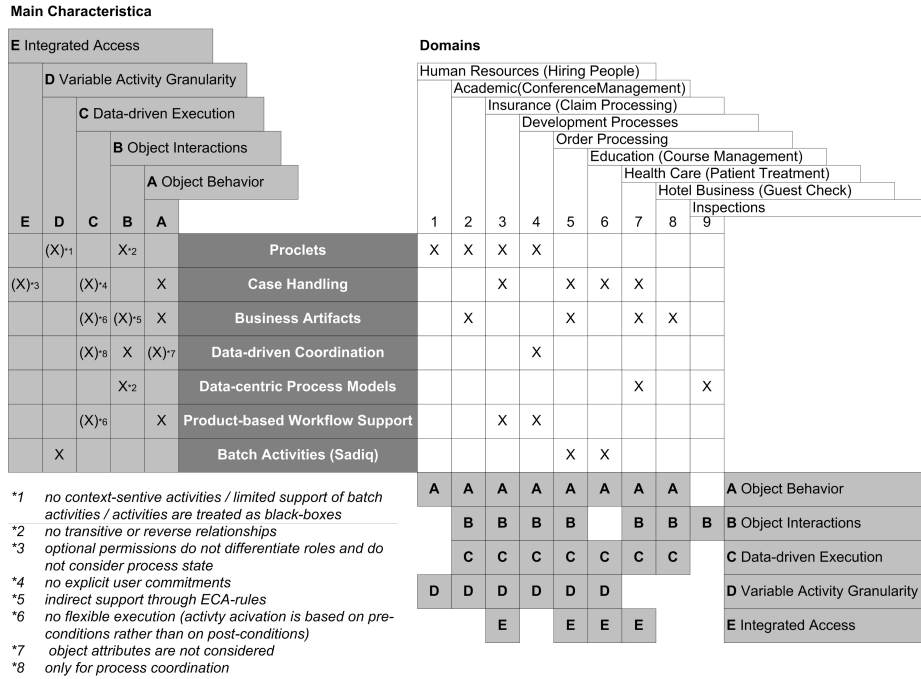 Main Characteristica
E Integrated Access
Domains
D Variable Activity Granularity
Human Resources (Hiring People)
Academic(ConferenceManagement)
C Data-driven Execution
Insurance (Claim Processing)
Development Processes
B Object Interactions
Order Processing
Education (Course Management)
A Object Behavior
Health Care (Patient Treatment)
Hotel Business (Guest Check)
Inspections
E D C B A 1 2 3 4 5 6 7 8 9
(X)*1 X*2 Proclets X X X X
(X)*3 (X)*4 X Case Handling X X X X
(X)*6 (X)*5 X Business Artifacts X X X X
(X)*8 X (X)*7 Data-driven Coordination X
X*2 Data-centric Process Models X X
(X)*6 X Product-based Workflow Support X X
X Batch Activities (Sadiq) X X
A A A A A A A A A Object Behavior
B B B B B B B B Object Interactions
C C C C C C C C Data-driven Execution
D D D D D D D Variable Activity Granularity
E E E E E Integrated Access
*1 no context-sentive activities / limited support of batch
activities / activities are treated as black-boxes
*2 no transitive or reverse relationships
*3 optional permissions do not differentiate roles and do
not consider process state
*4 no explicit user commitments
*5 indirect support through ECA-rules
*6 no flexible execution (activty acivation is based on pre-
conditions rather than on post-conditions)
*7 object attributes are not considered
*8 only for process coordination